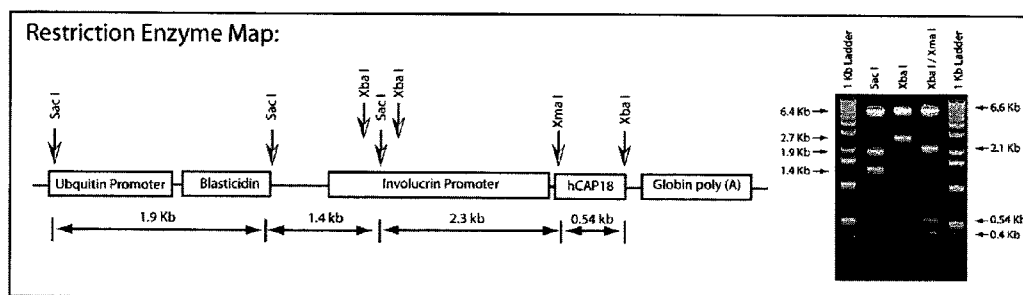 Restriction Enzyme Map:
Sac I
Sac I
Xba I
Sac I
Xba I
Xma I
Xba I
Ubquitin Promoter
Blasticidin
Involucrin Promoter
hCAP18
Globin poly (A)
1.9 Kb
1.4 Kb
2.3 kb
0.54 Kb
1 Kb Ladder
Sac I
Xba I
Xba I / Xma I
1 Kb Ladder
6.4 Kb
2.7 Kb
1.9 Kb
1.4 Kb
6.6 Kb
2.1 Kb
0.54 Kb
0.4 Kb